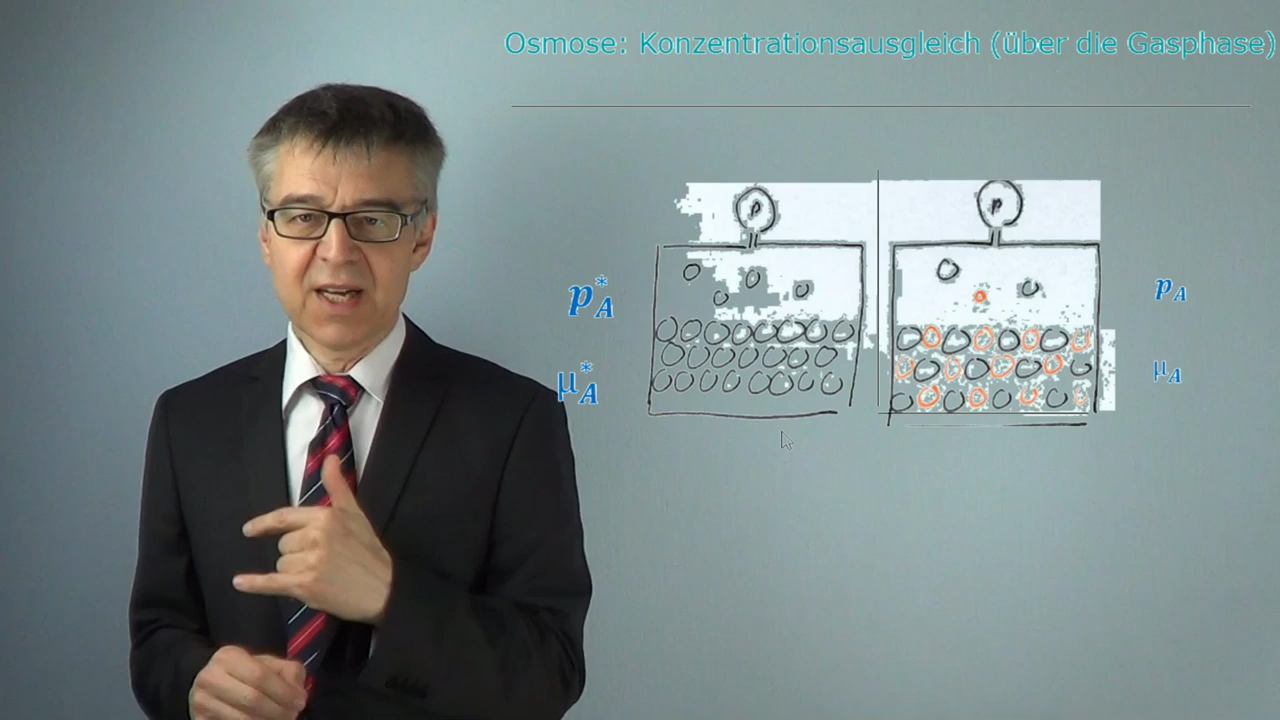 Osmose: Konzentrationsausgleich (über die Gasphase)
p p
p*A pA
μ*A μA